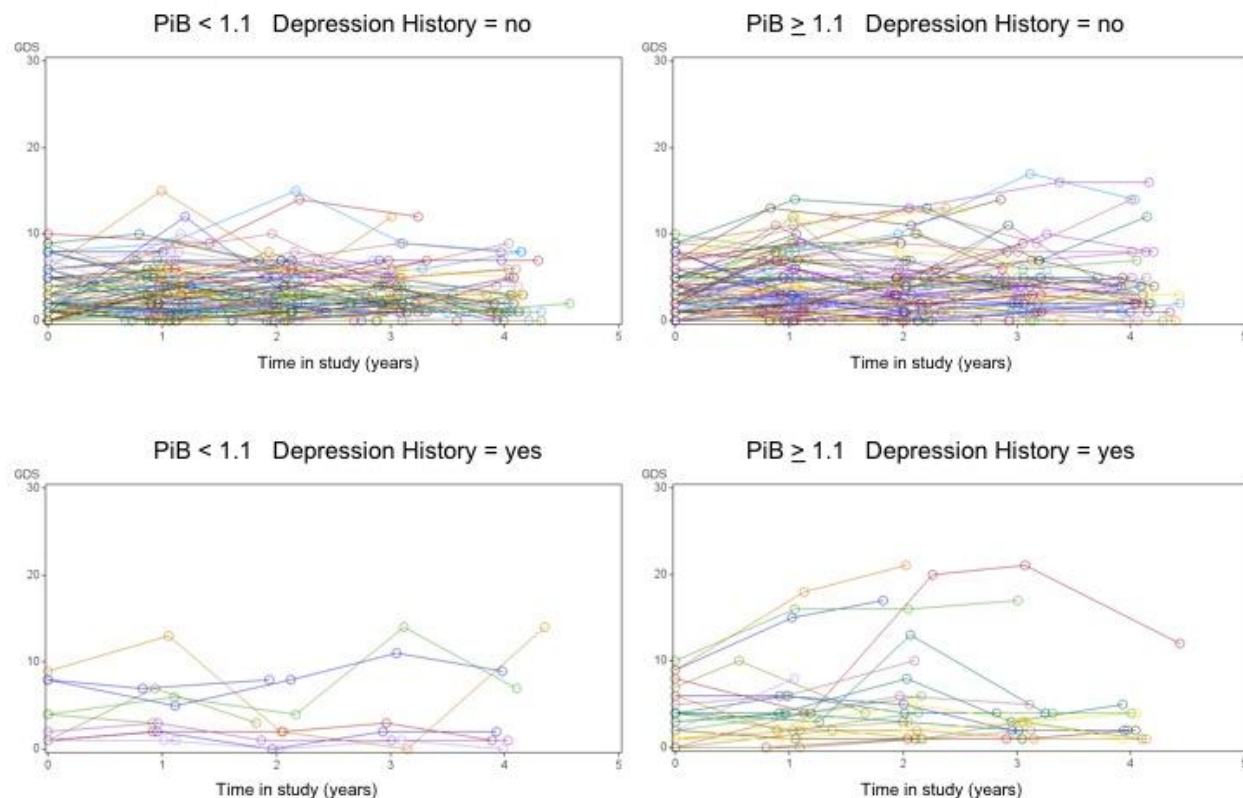 PiB < 1.1 Depression History = no
GDS
30
20
10
0
0 1 2 3 4 5
Time in study (years)
PiB ≥ 1.1 Depression History = no
GDS
30
20
10
0
0 1 2 3 4 5
Time in study (years)
PiB < 1.1 Depression History = yes
GDS
30
20
10
0
0 1 2 3 4 5
Time in study (years)
PiB ≥ 1.1 Depression History = yes
GDS
30
20
10
0
0 1 2 3 4 5
Time in study (years)